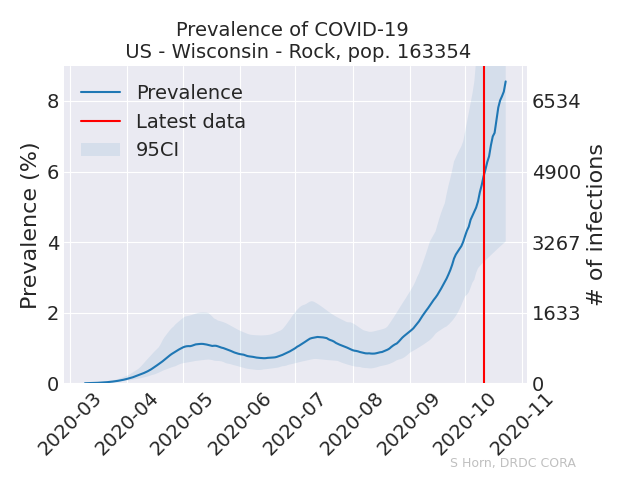 Prevalence of COVID-19
US - Wisconsin - Rock, pop. 163354
Prevalence
Latest data
95CI
Prevalence (%)
8
6
4
2
0
6534
4900
3267
1633
0
# of infections
2020-03
2020-04
2020-05
2020-06
2020-07
2020-08
2020-09
2020-10
2020-11
S Horn, DRDC CORA